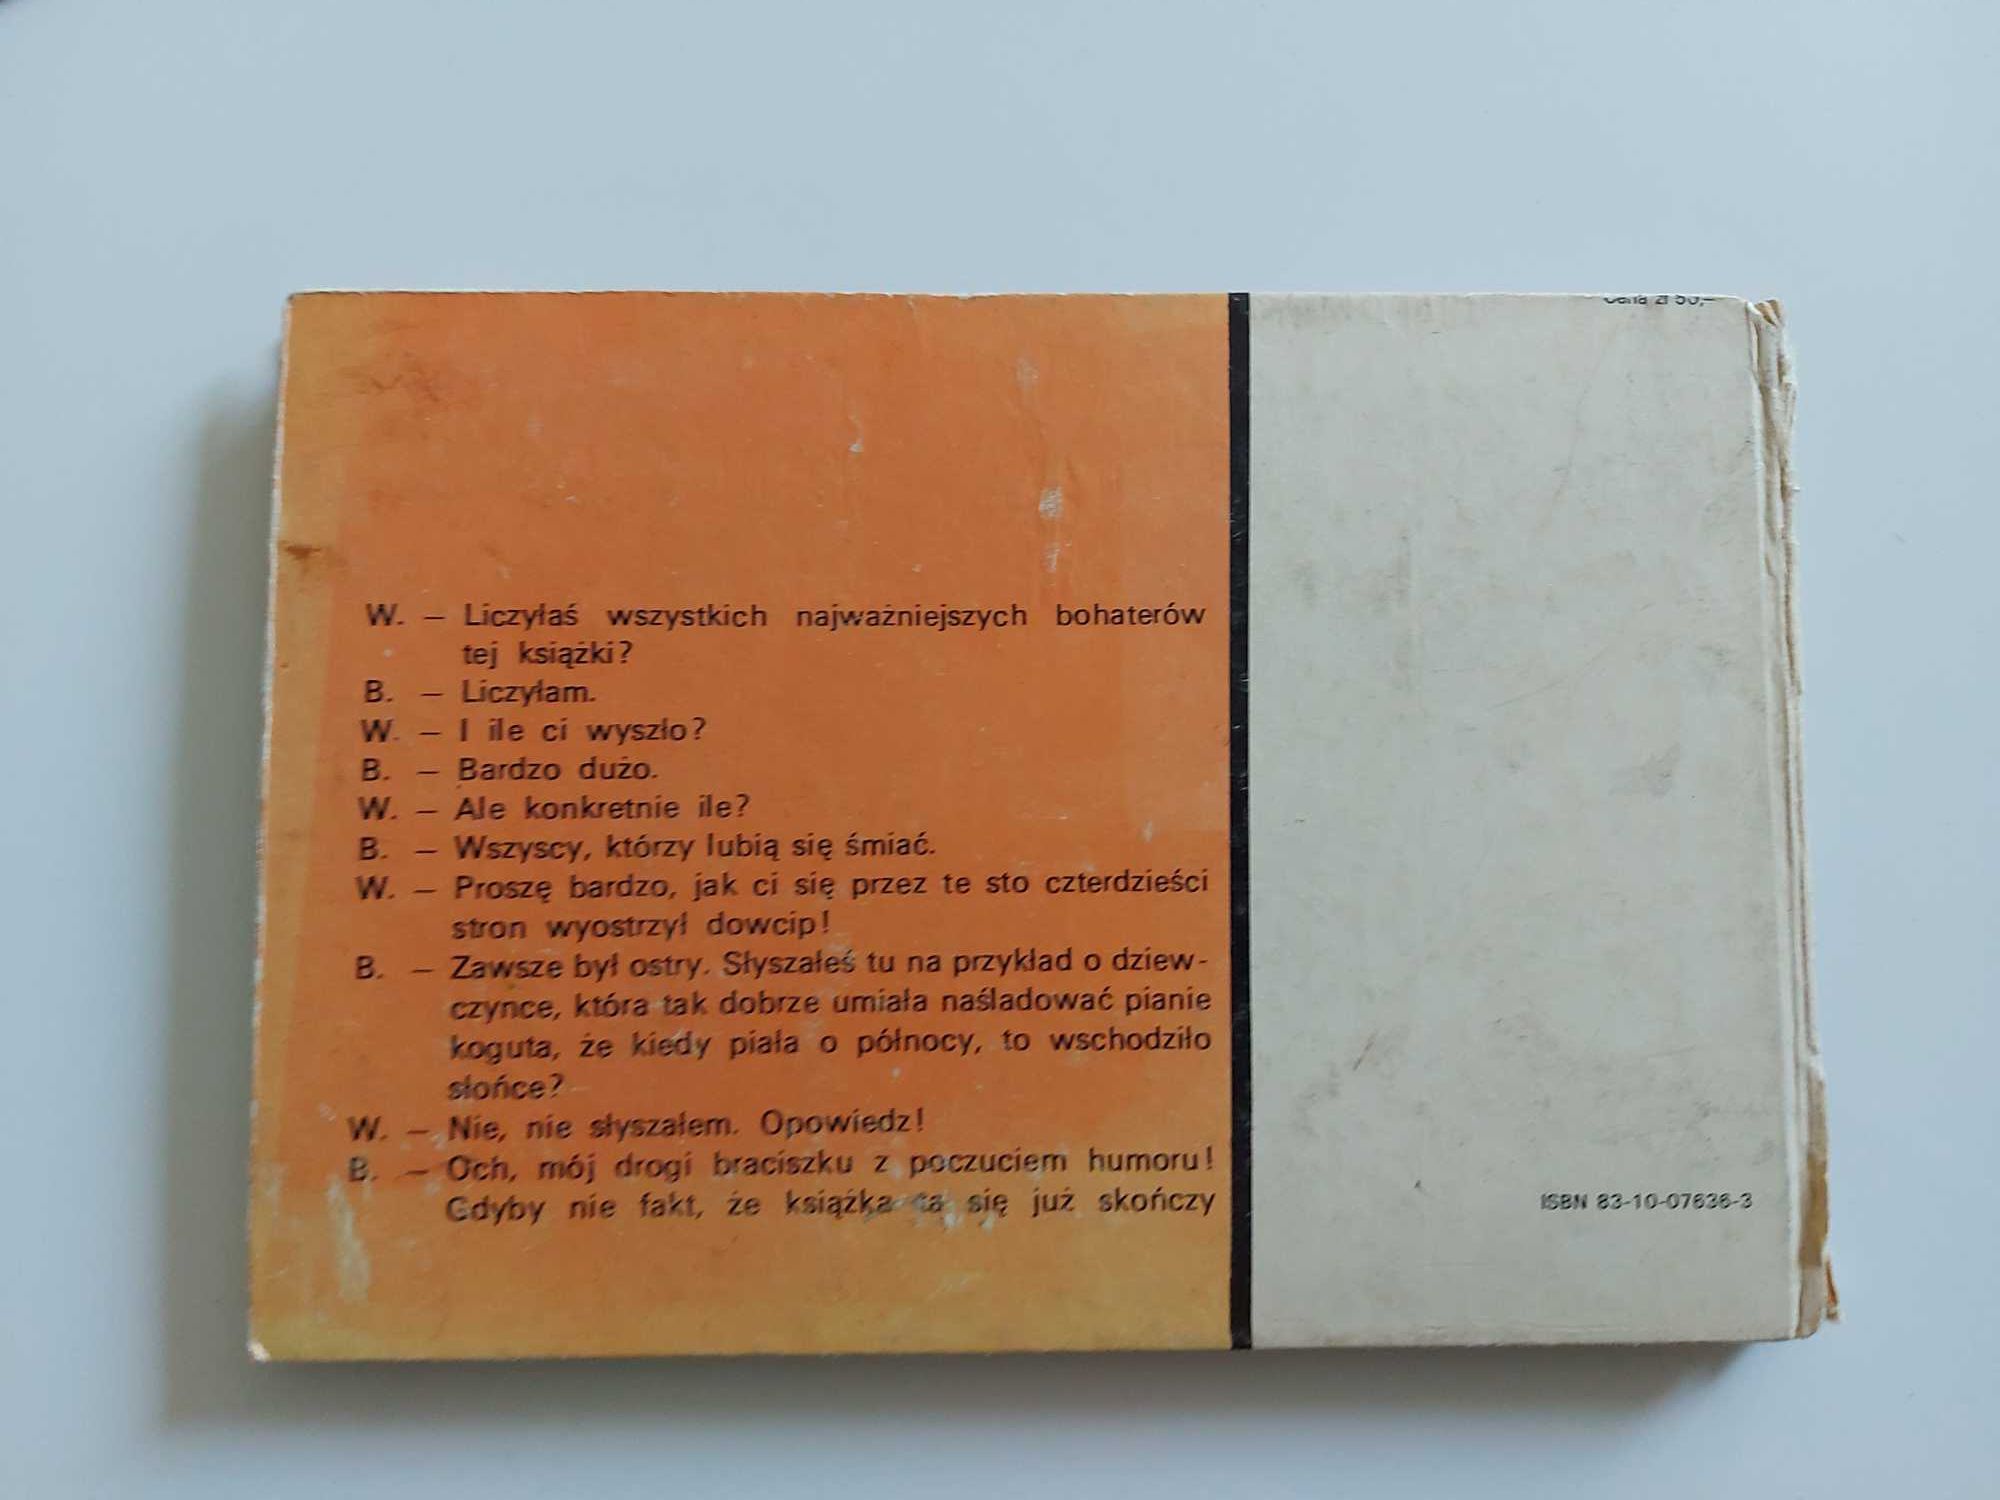 Cena zł 50,—
W. — Liczyłaś wszystkich najważniejszych bohaterów
tej książki?
B. — Liczyłam.
W. — I ile ci wyszło?
B. — Bardzo dużo.
W. — Ale konkretnie ile?
B. — Wszyscy, którzy lubią się śmiać.
W. — Proszę bardzo, jak ci się przez te sto czterdzieści
stron wyostrzył dowcip!
B. — Zawsze był ostry. Słyszałeś tu na przykład o dziew-
czynce, która tak dobrze umiała naśladować pianie
koguta, że kiedy piała o północy, to wschodziło
słońce?
W. — Nie, nie słyszałem. Opowiedz!
B. — Och, mój drogi braciszku z poczuciem humoru!
Gdyby nie fakt, że książka ta się już skończy
ISBN 83-10-07636-3